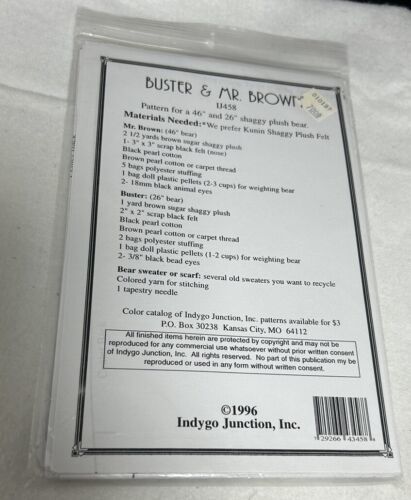 BUSTER & MR. BROWN
IJ458
Pattern for a 46" and 26" shaggy plush bear.
Materials Needed:*We prefer Kunin Shaggy Plush Felt
Mr. Brown: (46" bear)
2 1/2 yards brown sugar shaggy plush
1- 3" x 3" scrap black felt (nose)
Black pearl cotton
Brown pearl cotton or carpet thread
5 bags polyester stuffing
1 bag doll plastic pellets (2-3 cups) for weighting bear
2- 18mm black animal eyes
Buster: (26" bear)
1 yard brown sugar shaggy plush
2" x 2" scrap black felt
Black pearl cotton
Brown pearl cotton or carpet thread
2 bags polyester stuffing
1 bag doll plastic pellets (1-2 cups) for weighting bear
2- 3/8" black bead eyes
Bear sweater or scarf: several old sweaters you want to recycle
Colored yarn for stitching
1 tapestry needle
Color catalog of Indygo Junction, Inc. patterns available for $3
P.O. Box 30238 Kansas City, MO 64112
All finished items herein are protected by copyright and may not be
reproduced for any commercial use whatsoever without prior written consent
of Indygo Junction, Inc. All rights reserved. No part of this publication may be
reproduced or used in any form without written consent.
©1996
Indygo Junction, Inc.
29266 43458